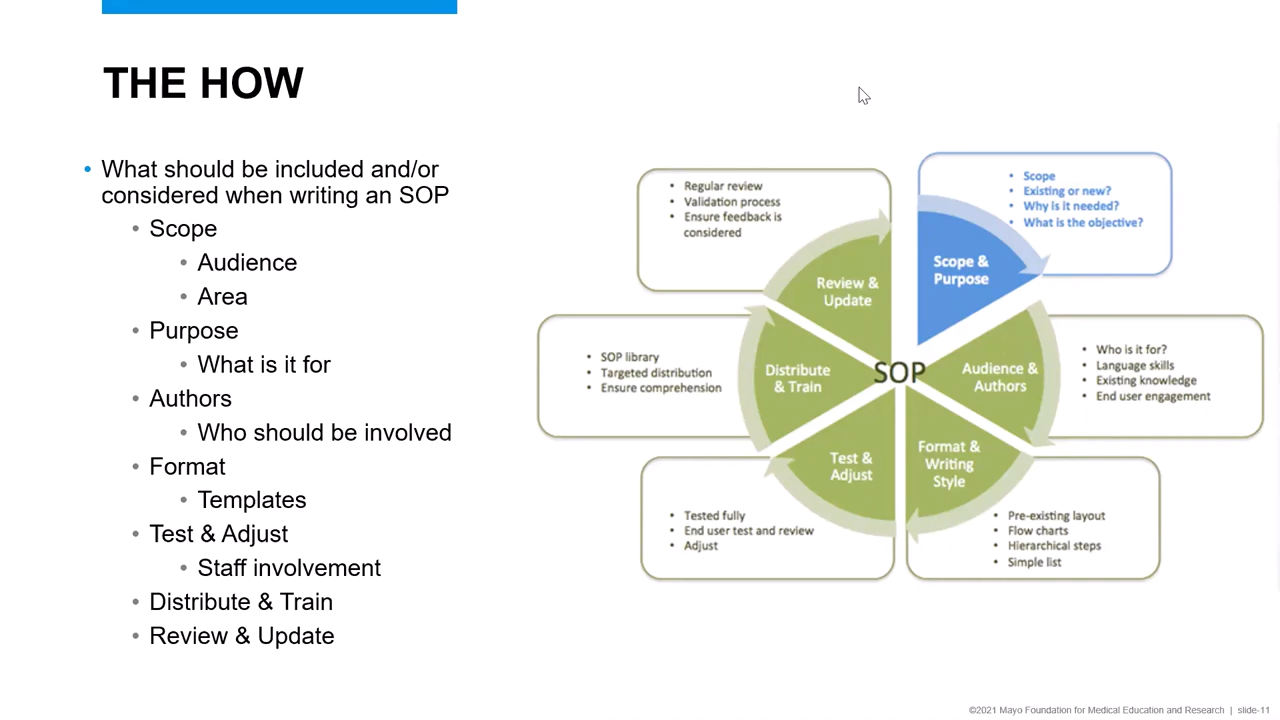 THE HOW
• What should be included and/or
considered when writing an SOP
• Scope
• Audience
• Area
• Purpose
• What is it for
• Authors
• Who should be involved
• Format
• Templates
• Test & Adjust
• Staff involvement
• Distribute & Train
• Review & Update
• Regular review
• Validation process
• Ensure feedback is
considered
• Scope
• Existing or new?
• Why is it needed?
• What is the objective?
Review &
Update
Scope &
Purpose
• SOP library
• Targeted distribution
• Ensure comprehension
Distribute
& Train
SOP
Audience &
Authors
• Who is it for?
• Language skills
• Existing knowledge
• End user engagement
Test &
Adjust
Format &
Writing
Style
• Tested fully
• End user test and review
• Adjust
• Pre-existing layout
• Flow charts
• Hierarchical steps
• Simple list
©2021 Mayo Foundation for Medical Education and Research | slide-11